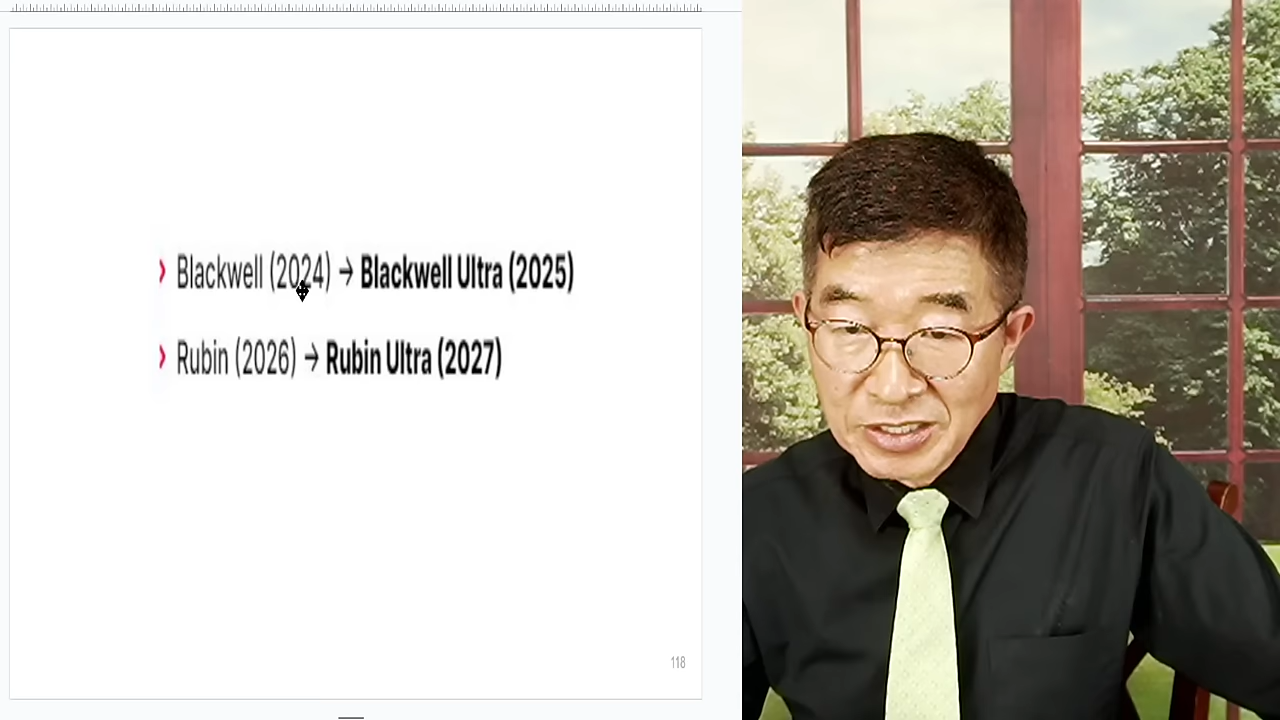 › Blackwell (2024) → Blackwell Ultra (2025)
› Rubin (2026) → Rubin Ultra (2027)
118